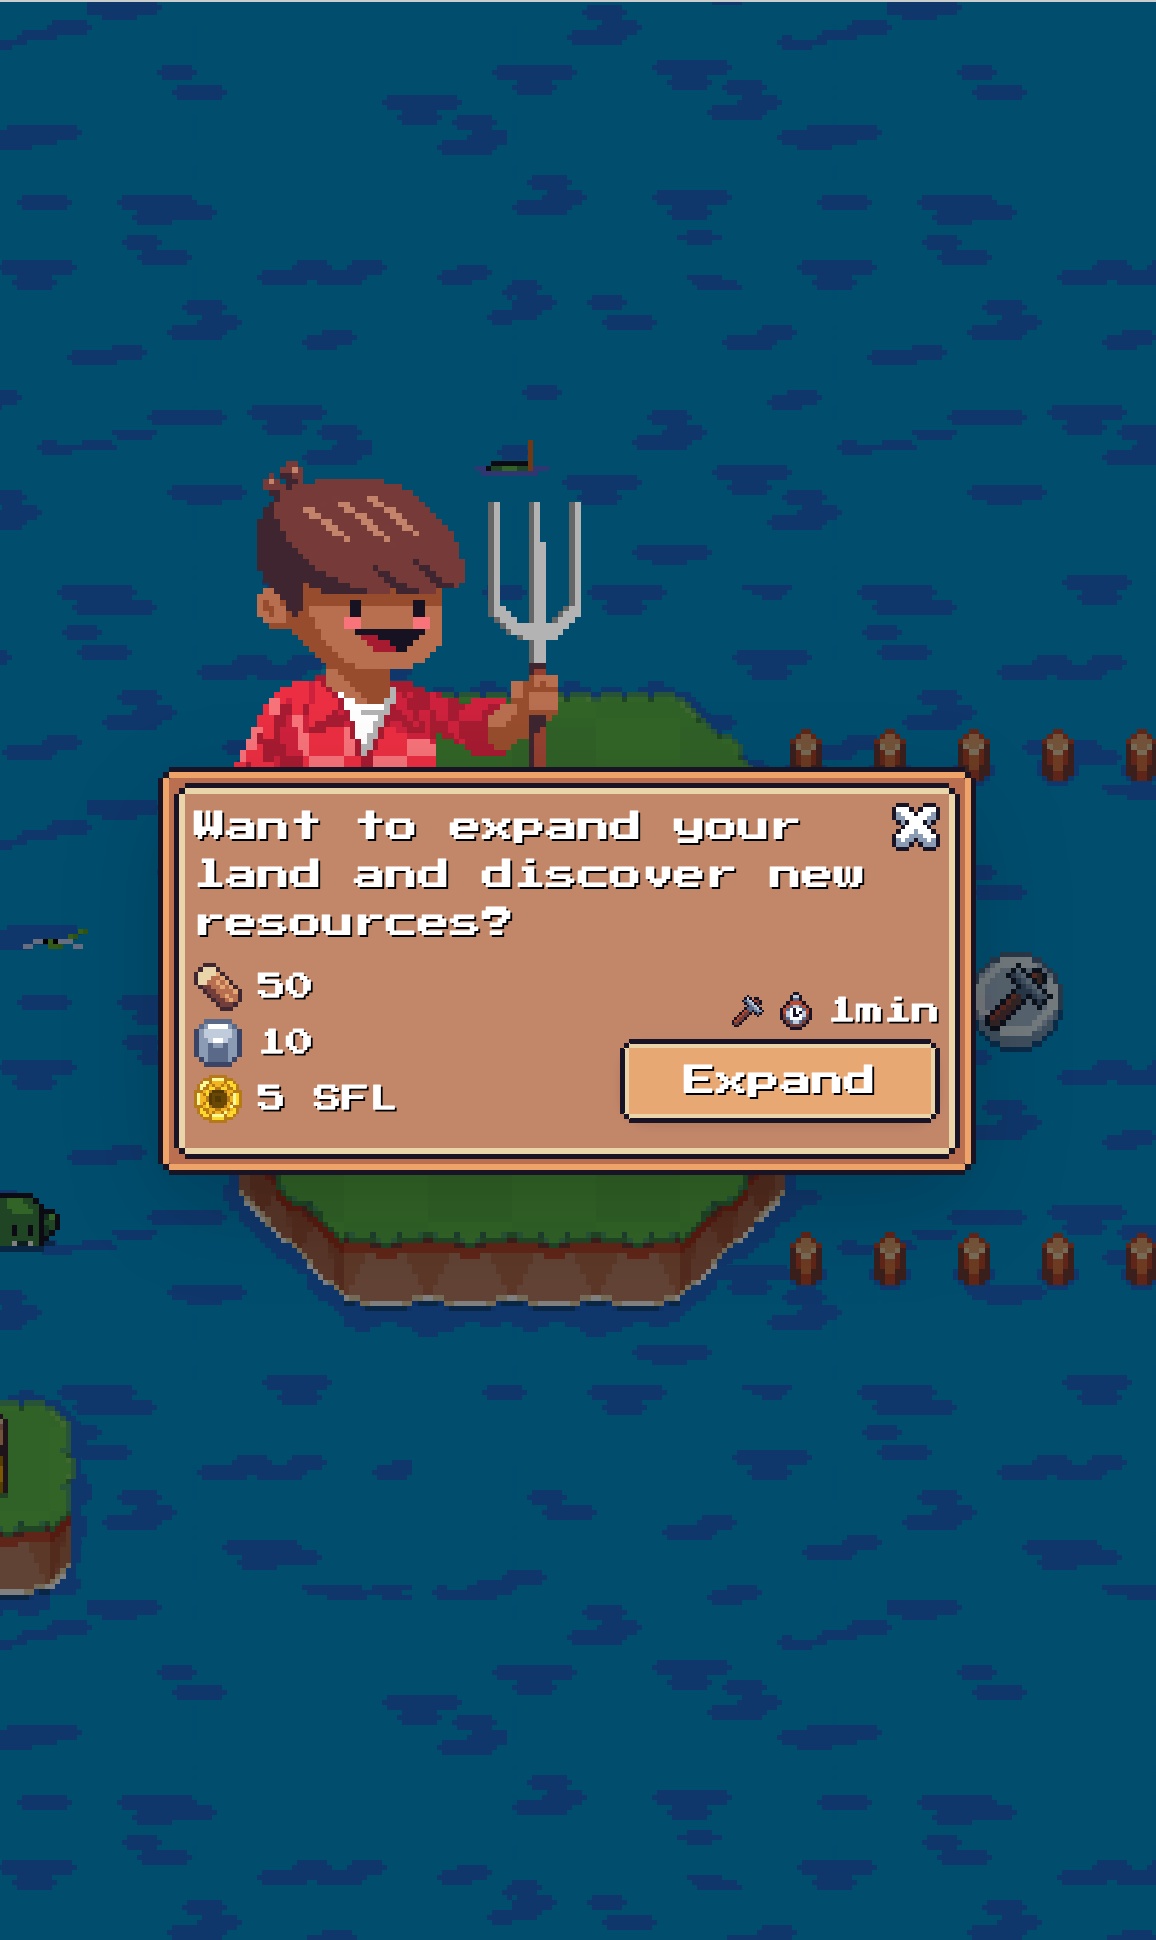 Want to expand your
land and discover new
resources?
50
10
5 SFL
1min
Expand